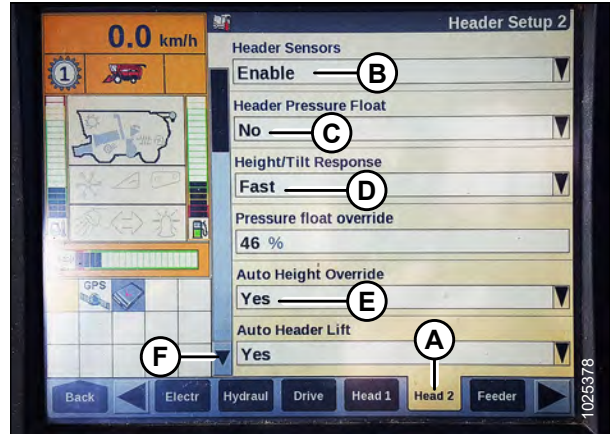 Header Setup 2
0.0 km/h
1
Header Sensors
Enable
B
Header Pressure Float
No
C
Height/Tilt Response
Fast
D
Pressure float override
46 %
Auto Height Override
Yes
E
GPS
Auto Header Lift
Yes
F
A
Back
Electr
Hydraul
Drive
Head 1
Head 2
Feeder
1025378